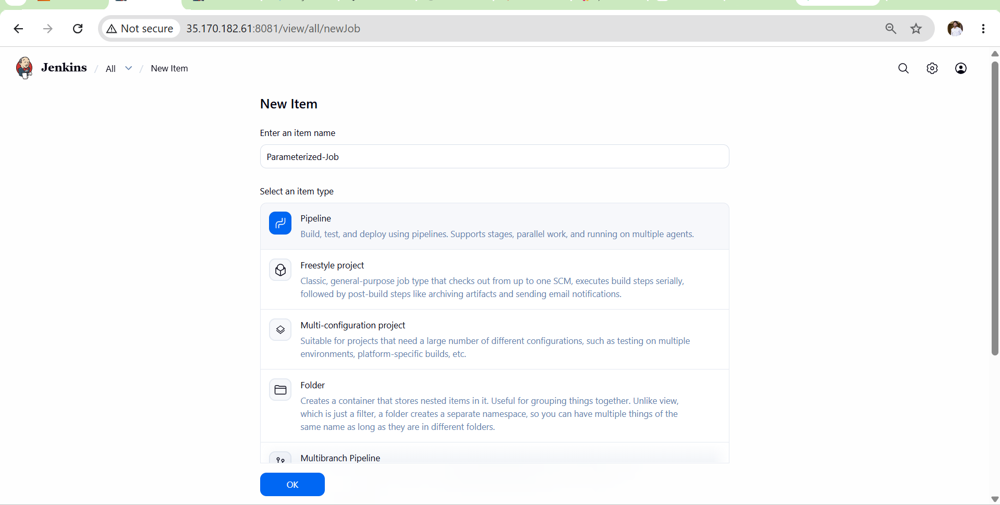 Not secure 35.170.182.61:8081/view/all/newJob
Jenkins / All / New Item
New Item
Enter an item name
Parameterized-Job
Select an item type
Pipeline
Build, test, and deploy using pipelines. Supports stages, parallel work, and running on multiple agents.
Freestyle project
Classic, general-purpose job type that checks out from up to one SCM, executes build steps serially,
followed by post-build steps like archiving artifacts and sending email notifications.
Multi-configuration project
Suitable for projects that need a large number of different configurations, such as testing on multiple
environments, platform-specific builds, etc.
Folder
Creates a container that stores nested items in it. Useful for grouping things together. Unlike view,
which is just a filter, a folder creates a separate namespace, so you can have multiple things of the
same name as long as they are in different folders.
Multibranch Pipeline
OK